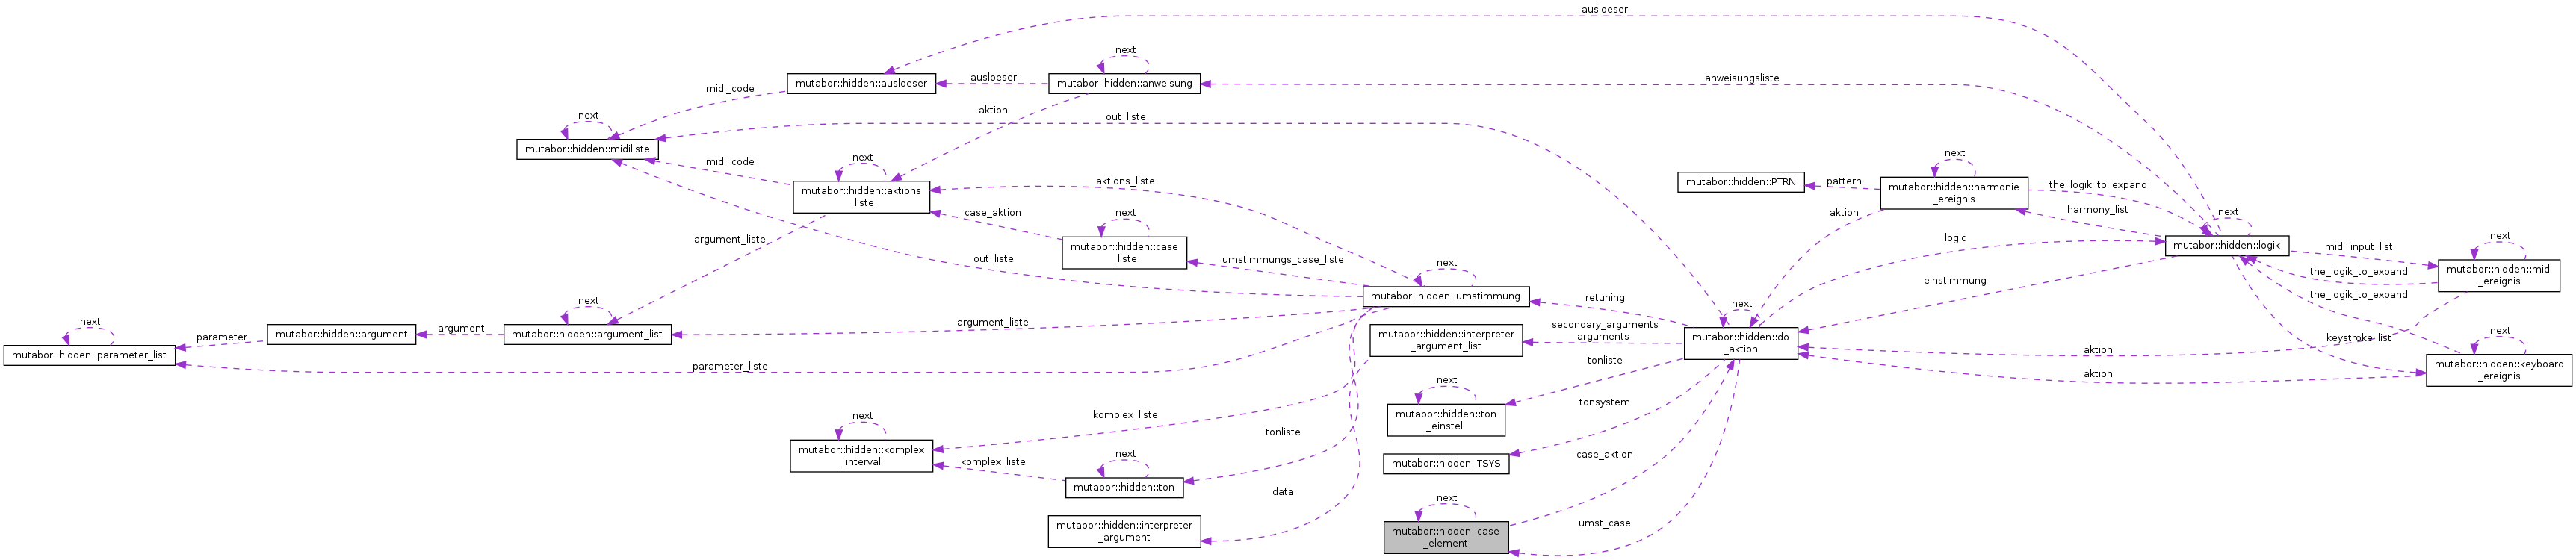 ausloeser
next
mutabor::hidden::ausloeser
ausloeser
mutabor::hidden::anweisung
anweisungsliste
midi_code
aktion
out_liste
next
mutabor::hidden::midiliste
midi_code
next
mutabor::hidden::aktions
_liste
aktions_liste
mutabor::hidden::PTRN
pattern
next
mutabor::hidden::harmonie
_ereignis
the_logik_to_expand
harmony_list
aktion
case_aktion
next
mutabor::hidden::case
_liste
argument_liste
out_liste
umstimmungs_case_liste
logic
next
mutabor::hidden::logik
midi_input_list
next
mutabor::hidden::midi
_ereignis
the_logik_to_expand
next
mutabor::hidden::umstimmung
retuning
einstimmung
the_logik_to_expand
next
mutabor::hidden::parameter_list
parameter
mutabor::hidden::argument
argument
next
mutabor::hidden::argument_list
argument_liste
parameter_liste
mutabor::hidden::interpreter
_argument_list
secondary_arguments
arguments
next
mutabor::hidden::do
_aktion
keystroke_list
aktion
aktion
next
mutabor::hidden::keyboard
_ereignis
tonliste
next
mutabor::hidden::ton
_einstell
tonsystem
komplex_liste
next
mutabor::hidden::komplex
_intervall
tonliste
komplex_liste
next
mutabor::hidden::ton
mutabor::hidden::TSYS
case_aktion
data
mutabor::hidden::interpreter
_argument
next
mutabor::hidden::case
_element
umst_case